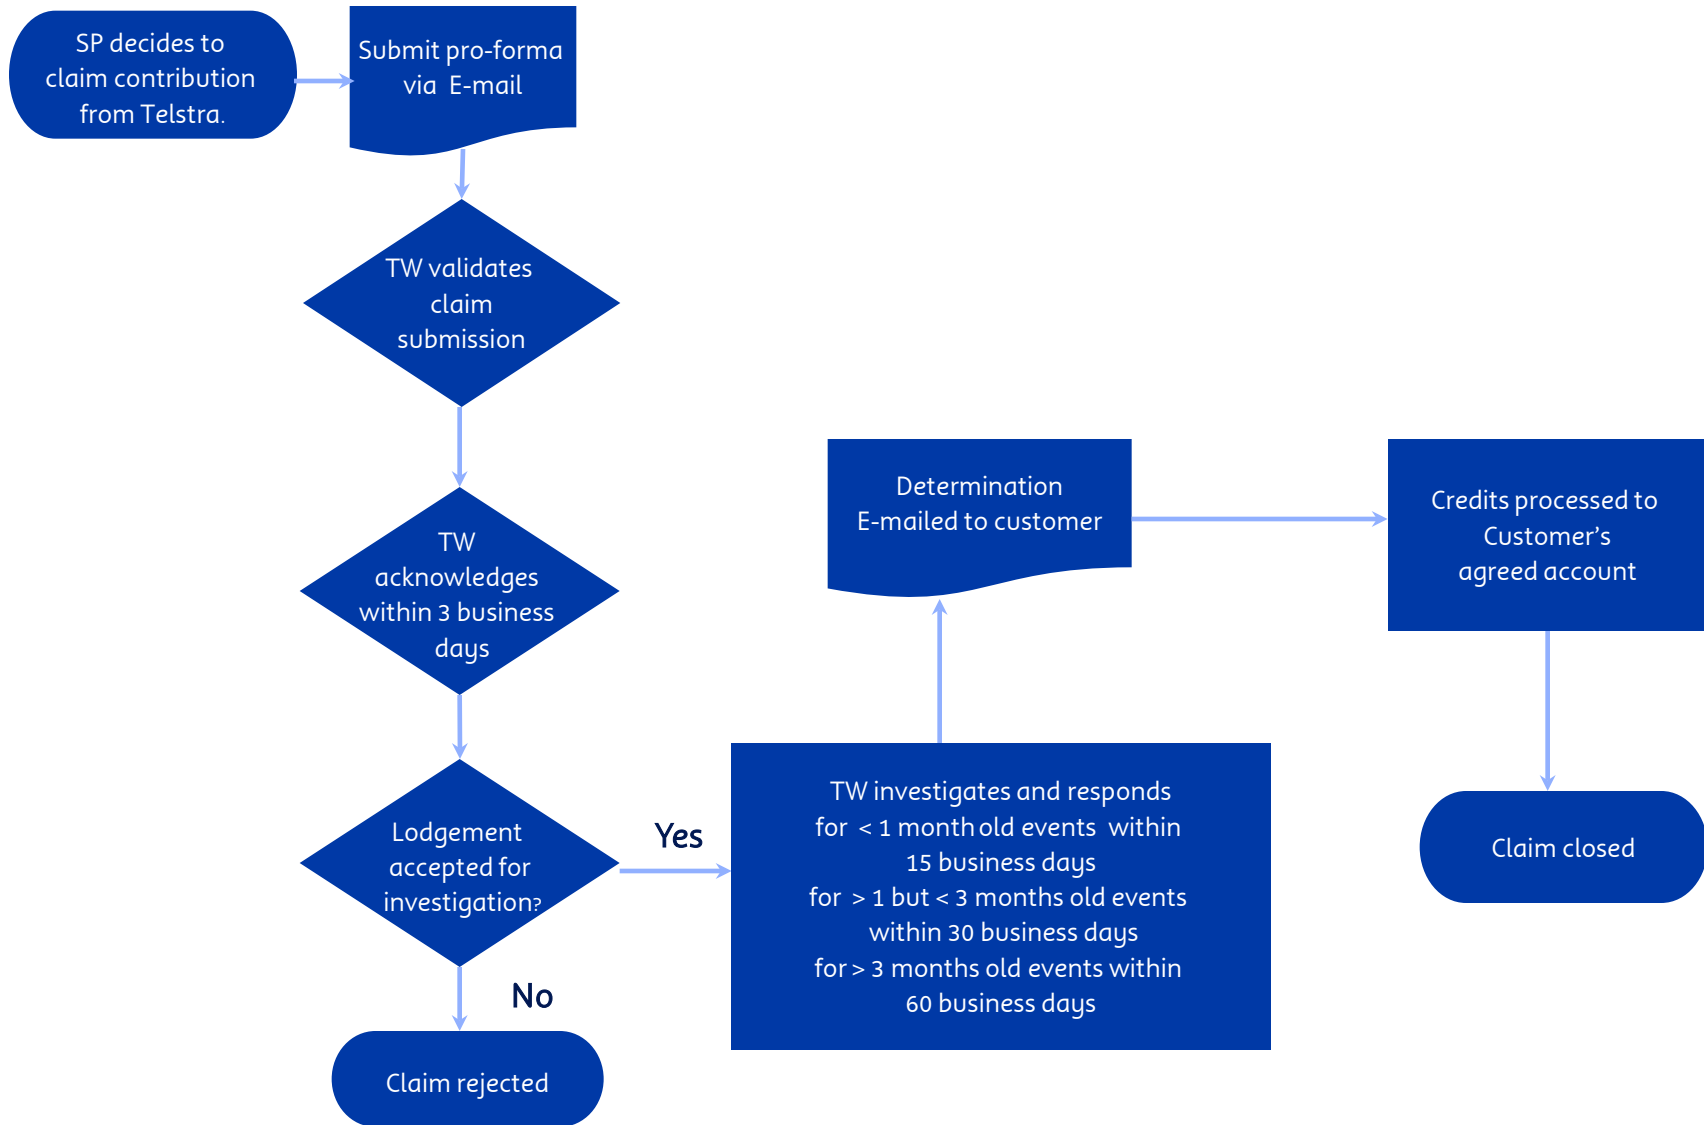 SP decides to
claim contribution
from Telstra.
Submit pro-forma
via E-mail
TW validates
claim
submission
TW
acknowledges
within 3 business
days
Lodgement
accepted for
investigation?
Yes
No
Claim rejected
TW investigates and responds
for < 1 month old events within
15 business days
for > 1 but < 3 months old events
within 30 business days
for > 3 months old events within
60 business days
Determination
E-mailed to customer
Credits processed to
Customer’s
agreed account
Claim closed